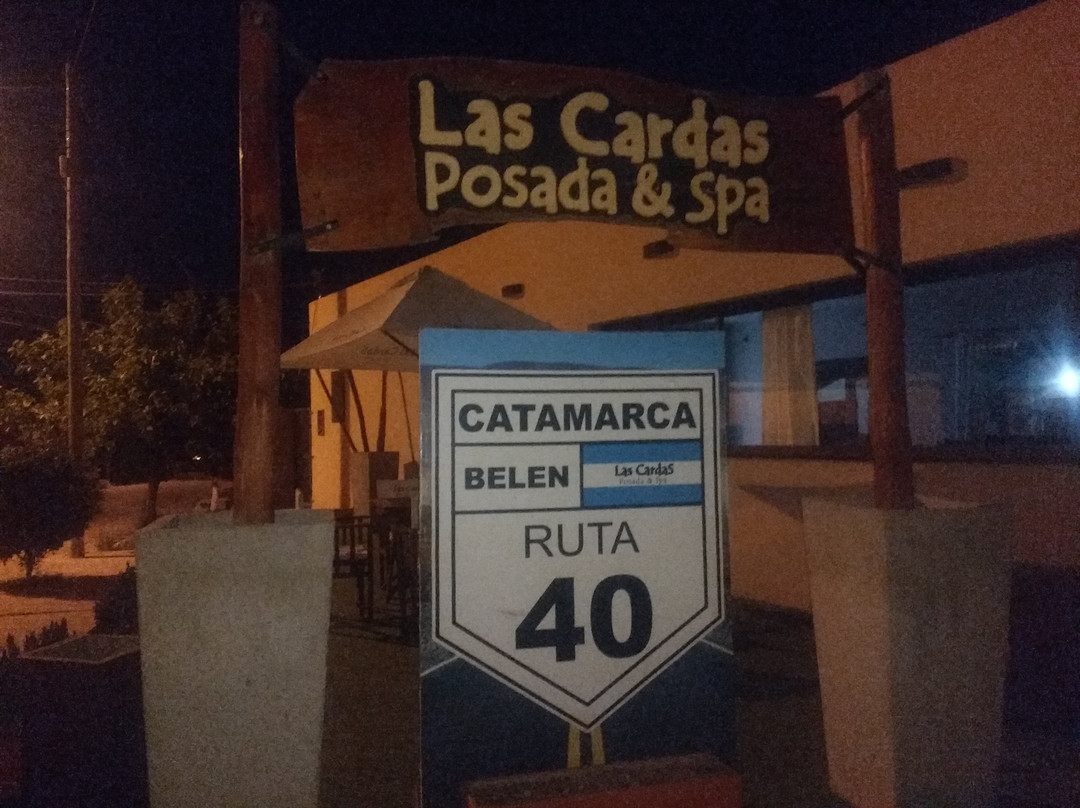 Las Cardas
Posada & Spa
CATAMARCA
BELEN
Las CardaS
Posada & Spa
RUTA
40